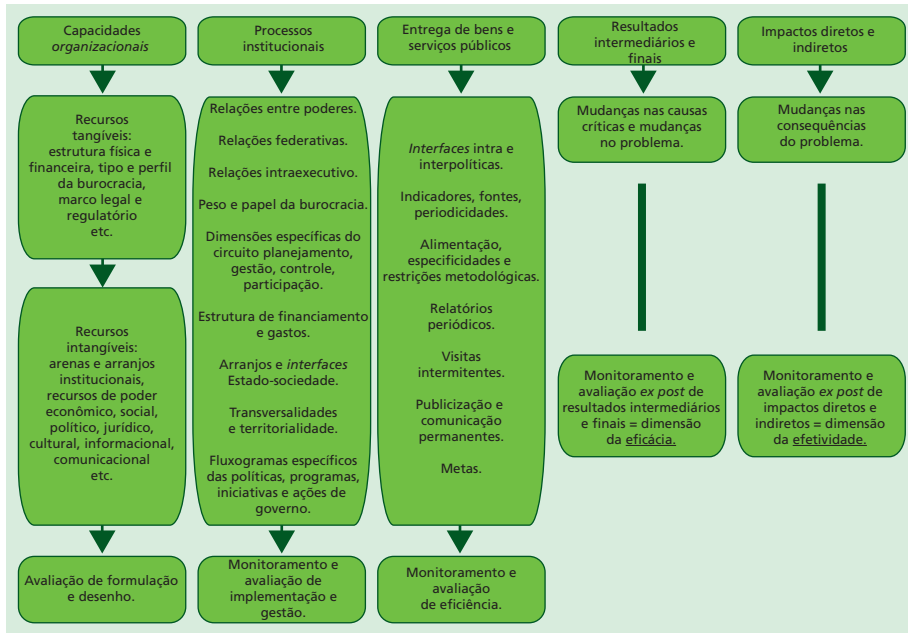 Capacidades
organizacionais
Recursos
tangíveis:
estrutura física e
financeira, tipo e perfil
da burocracia,
marco legal e
regulatório
etc.
Recursos
intangíveis:
arenas e arranjos
institucionais,
recursos de poder
econômico, social,
político, jurídico,
cultural, informacional,
comunicacional
etc.
Avaliação de formulação
e desenho.
Processos
institucionais
Relações entre poderes.
Relações federativas.
Relações intraexecutivo.
Peso e papel da burocracia.
Dimensões específicas do
circuito planejamento,
gestão, controle,
participação.
Estrutura de financiamento
e gastos.
Arranjos e interfaces
Estado-sociedade.
Transversalidades
e territorialidade.
Fluxogramas específicos
das políticas, programas,
iniciativas e ações de
governo.
Monitoramento e
avaliação de
implementação e
gestão.
Entrega de bens e
serviços públicos
Interfaces intra e
interpolíticas.
Indicadores, fontes,
periodicidades.
Alimentação,
especificidades e
restrições metodológicas.
Relatórios
periódicos.
Visitas
intermitentes.
Publicização e
comunicação
permanentes.
Metas.
Monitoramento e
avaliação
de eficiência.
Resultados
intermediários e
finais
Mudanças nas causas
críticas e mudanças
no problema.
Monitoramento e
avaliação ex post de
resultados intermediários
e finais = dimensão
da eficácia.
Impactos diretos e
indiretos
Mudanças nas
consequências
do problema.
Monitoramento e
avaliação ex post de
impactos diretos e
indiretos = dimensão
da efetividade.